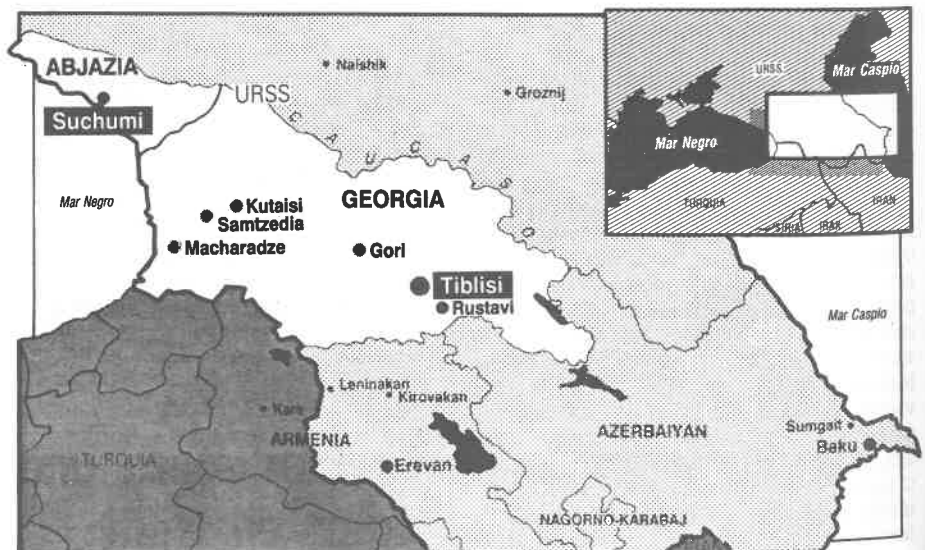 ABJAZIA
Suchumi
URSS
Nalshik
Groznij
CAUCASO
Mar Negro
Kutaisi
Samtzedia
Macharadze
GEORGIA
Gori
Tiblisi
Rustavi
Mar Caspio
URSS
Mar Negro
TURQUIA
SIRIA
IRAK
IRAN
Mar Caspio
Leninakan
Kirovakan
Kars
ARMENIA
TURQUIA
Erevan
AZERBAIYAN
Sumgait
Baku
NAGORNO-KARABAJ